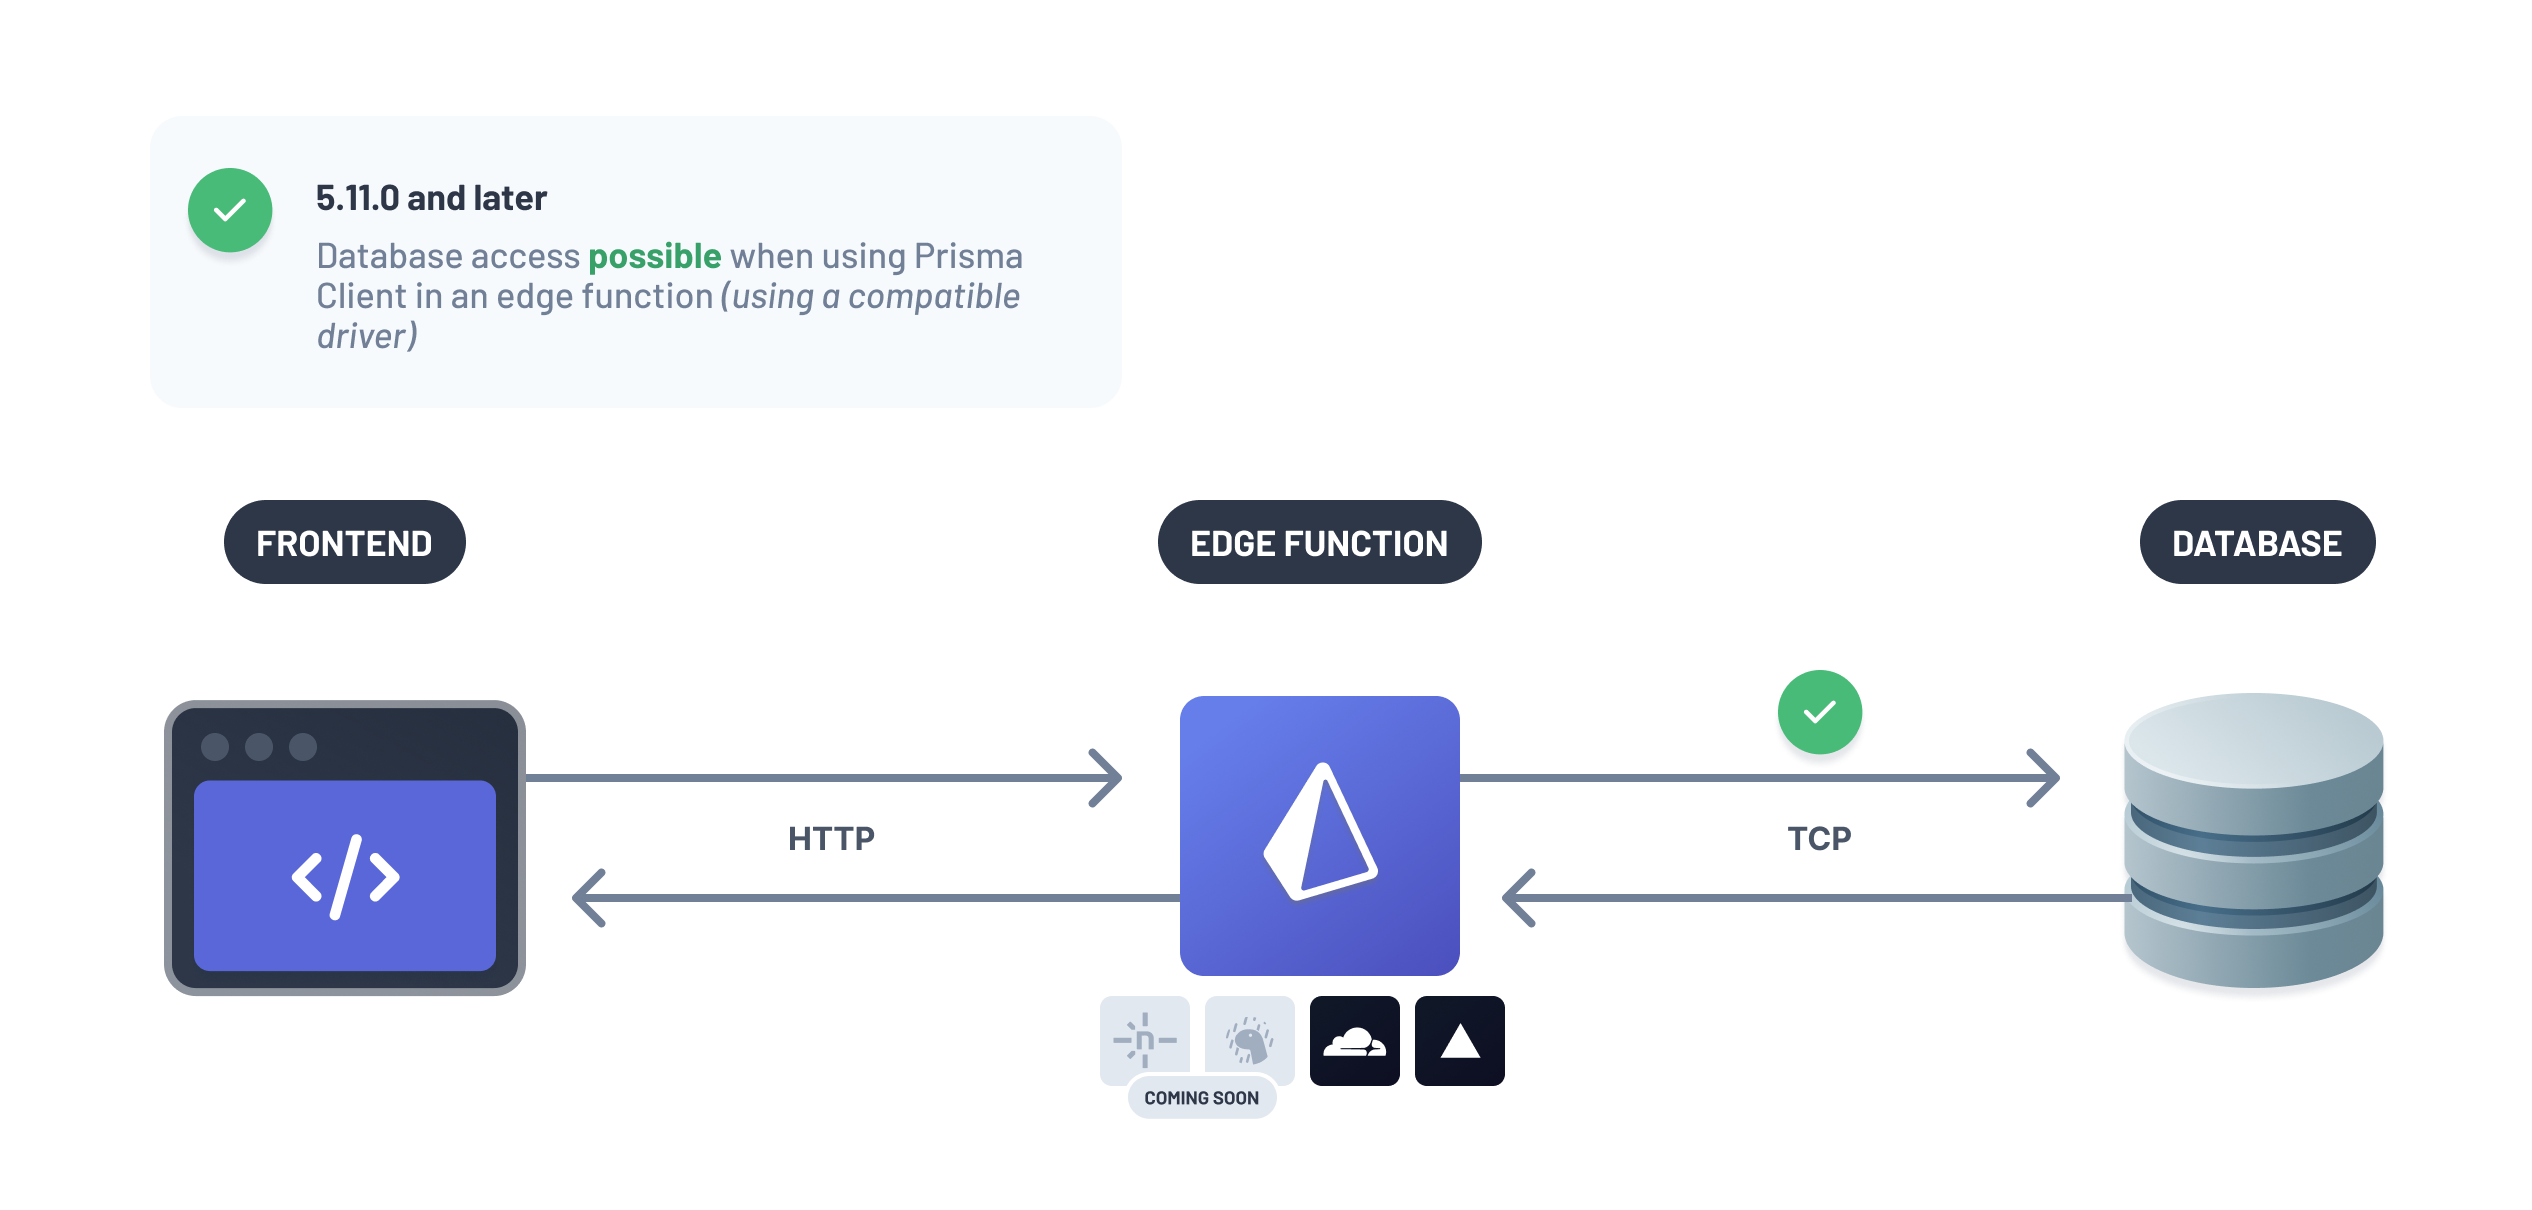 5.11.0 and later
Database access possible when using Prisma
Client in an edge function (using a compatible
driver)
FRONTEND
EDGE FUNCTION
DATABASE
HTTP
TCP
n
COMING SOON